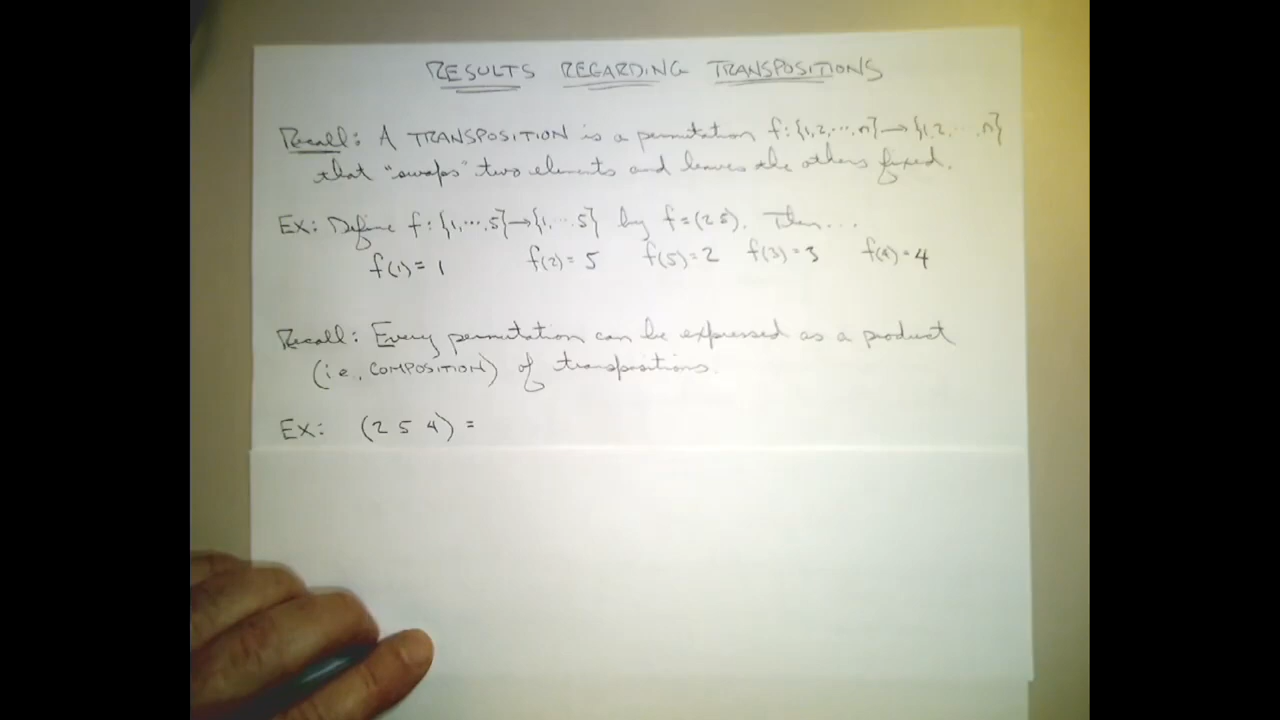 RESULTS REGARDING TRANSPOSITIONS
Recall: A TRANSPOSITION is a permutation f:{1,2,...,n}→{1,2,...,n}
that "swaps" two elements and leaves the others fixed.
Ex: Define f:{1,...,5}→{1,...5} by f=(2 5). Then...
f(1)=1 f(2)=5 f(5)=2 f(3)=3 f(4)=4
Recall: Every permutation can be expressed as a product
(i.e., COMPOSITION) of transpositions.
Ex: (2 5 4) =